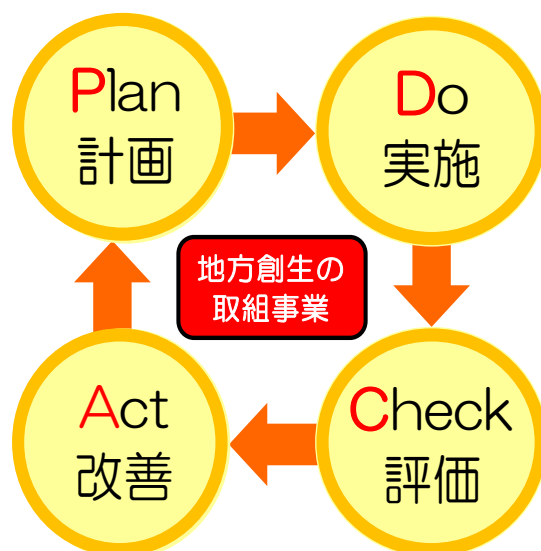 Plan
計画
Do
実施
地方創生の
取組事業
Act
改善
Check
評価